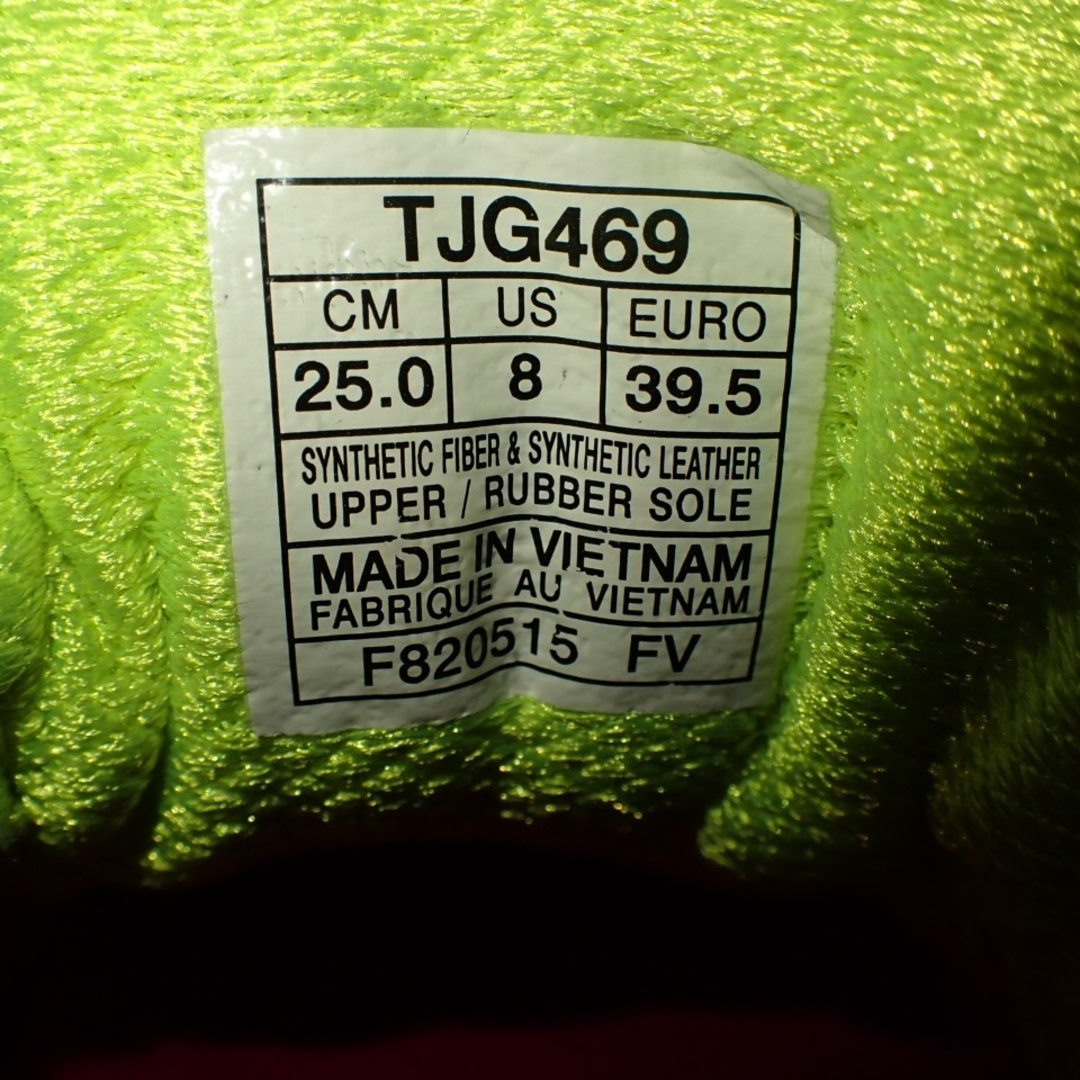 TJG469
CM US EURO
25.0 8 39.5
SYNTHETIC FIBER & SYNTHETIC LEATHER
UPPER / RUBBER SOLE
MADE IN VIETNAM
FABRIQUE AU VIETNAM
F820515 FV